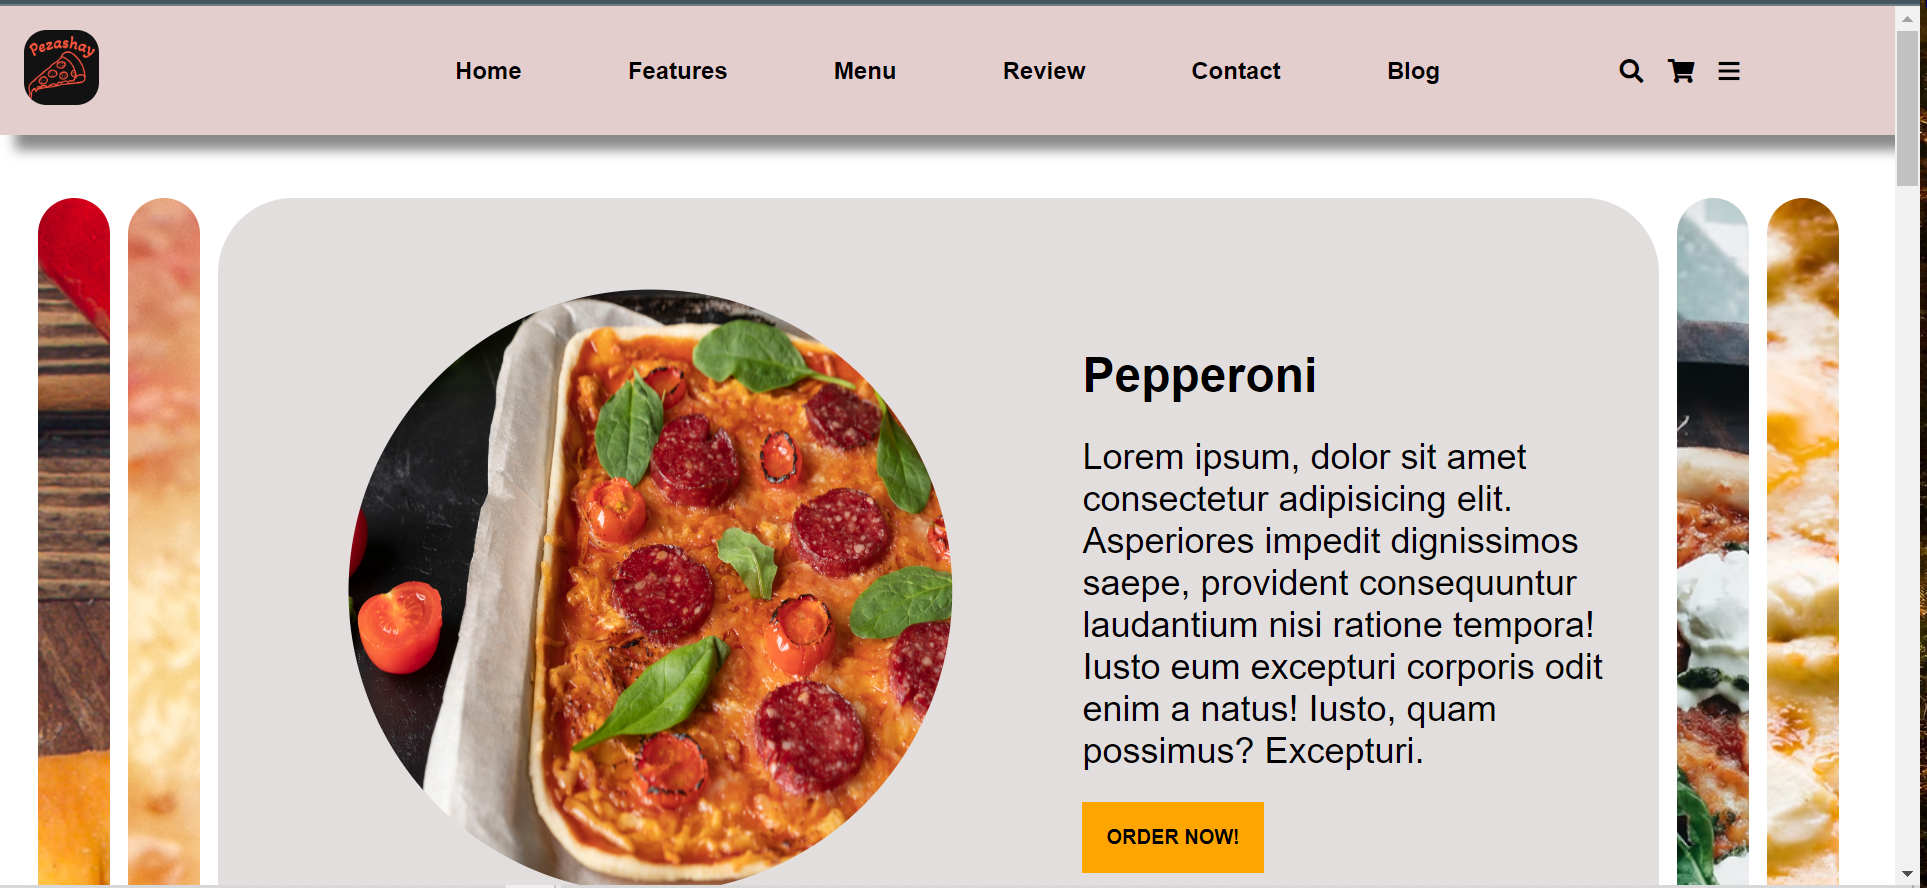 Pezashay
Home Features Menu Review Contact Blog
Pepperoni
Lorem ipsum, dolor sit amet
consectetur adipisicing elit.
Asperiores impedit dignissimos
saepe, provident consequuntur
laudantium nisi ratione tempora!
Iusto eum excepturi corporis odit
enim a natus! Iusto, quam
possimus? Excepturi.
ORDER NOW!